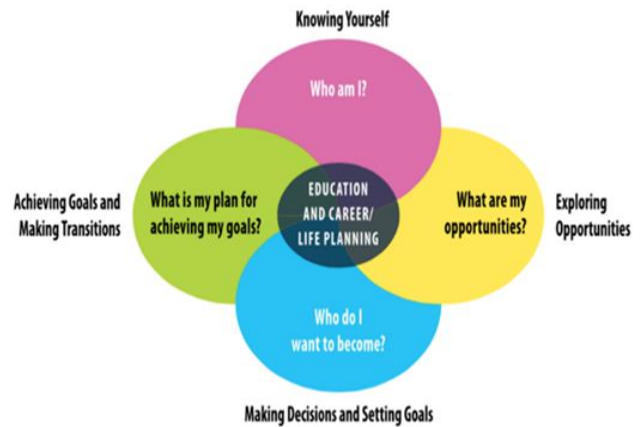 Knowing Yourself
Who am I?
Achieving Goals and
Making Transitions
What is my plan for
achieving my goals?
EDUCATION
AND CAREER/
LIFE PLANNING
What are my
opportunities?
Exploring
Opportunities
Who do I
want to become?
Making Decisions and Setting Goals